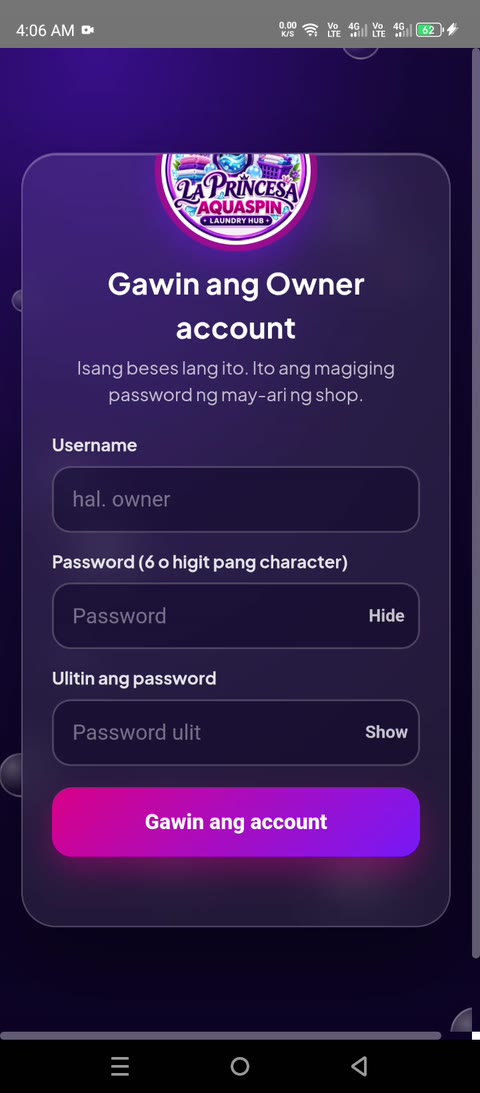 4:06 AM
0.00 K/S
Vo LTE
4G
Vo LTE
4G
62
LA PRINCESA
AQUASPIN
LAUNDRY HUB
Gawin ang Owner
account
Isang beses lang ito. Ito ang magiging
password ng may-ari ng shop.
Username
hal. owner
Password (6 o higit pang character)
Password
Hide
Ulitin ang password
Password ulit
Show
Gawin ang account